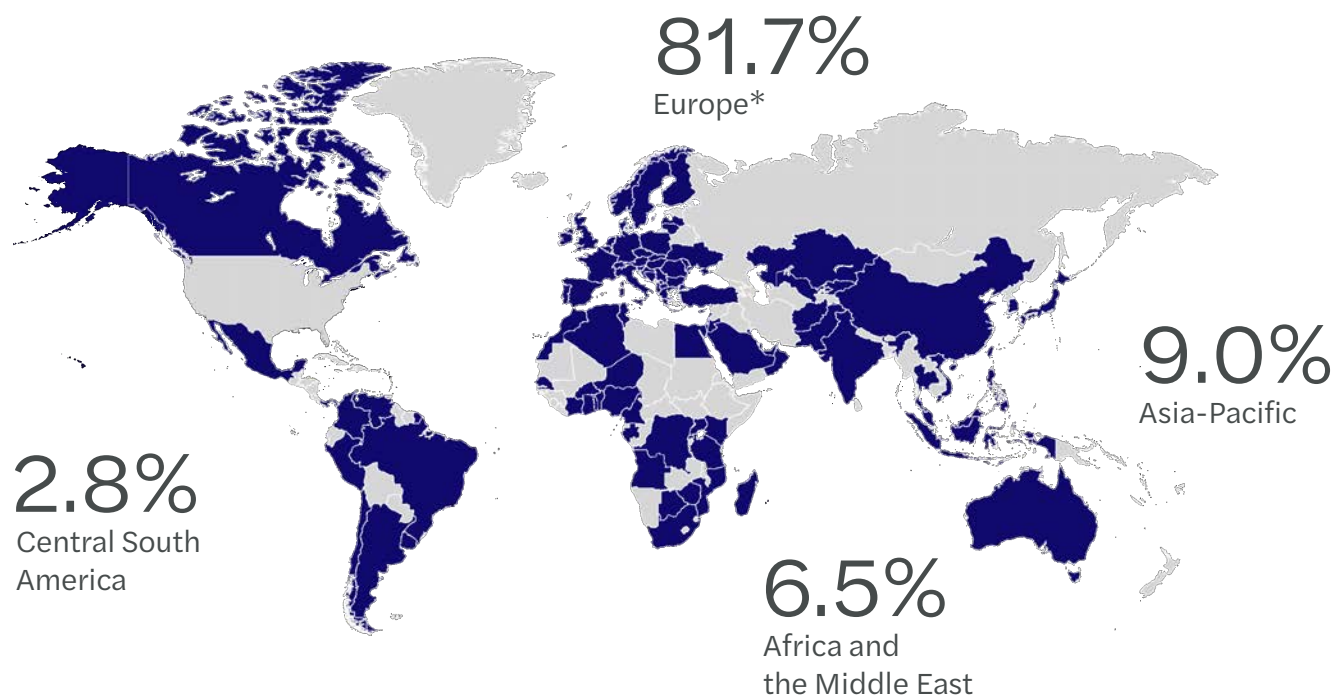 81.7%
Europe*
9.0%
Asia-Pacific
2.8%
Central South
America
6.5%
Africa and
the Middle East